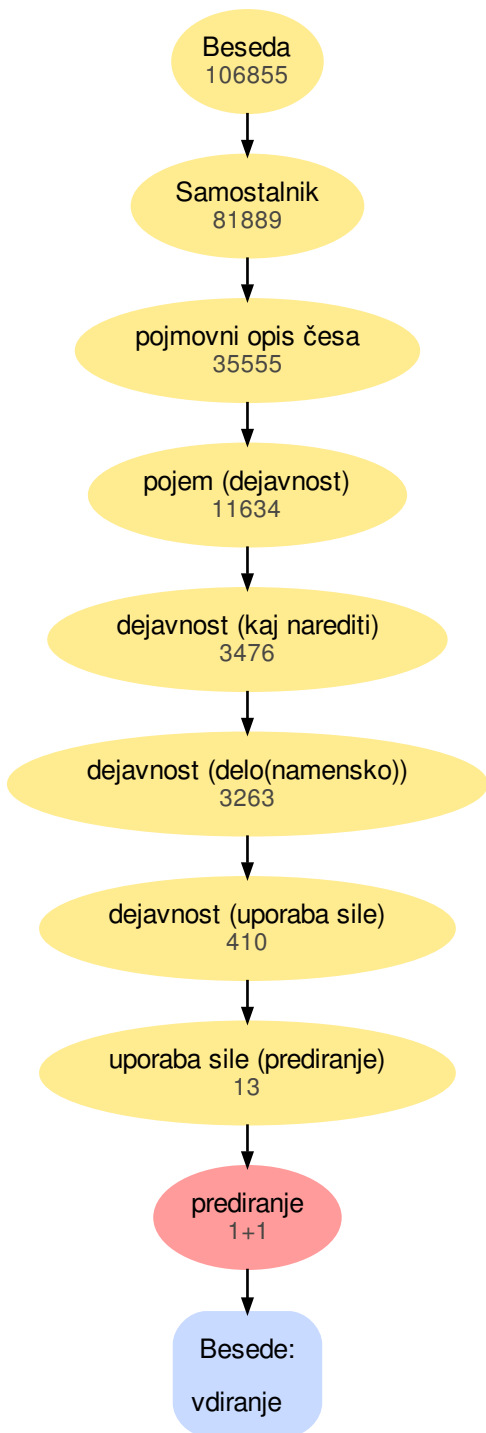 Beseda
106855
Samostalnik
81889
pojmovni opis česa
35555
pojem (dejavnost)
11634
dejavnost (kaj narediti)
3476
dejavnost (delo(namensko))
3263
dejavnost (uporaba sile)
410
uporaba sile (prediranje)
13
prediranje
1+1
Besede:
vdiranje